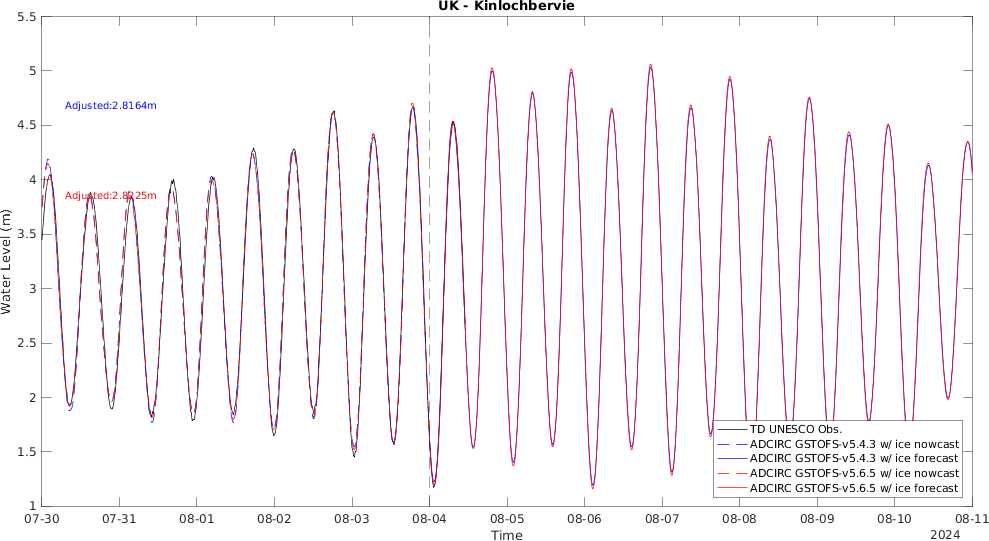 UK - Kinlochbervie
5.5
5
4.5
4
3.5
3
2.5
2
1.5
1
Water Level (m)
Adjusted:2.8164m
Adjusted:2.8225m
TD UNESCO Obs.
ADCIRC GSTOFS-v5.4.3 w/ ice nowcast
ADCIRC GSTOFS-v5.4.3 w/ ice forecast
ADCIRC GSTOFS-v5.6.5 w/ ice nowcast
ADCIRC GSTOFS-v5.6.5 w/ ice forecast
07-30 07-31 08-01 08-02 08-03 08-04 08-05 08-06 08-07 08-08 08-09 08-10 08-11
Time
2024